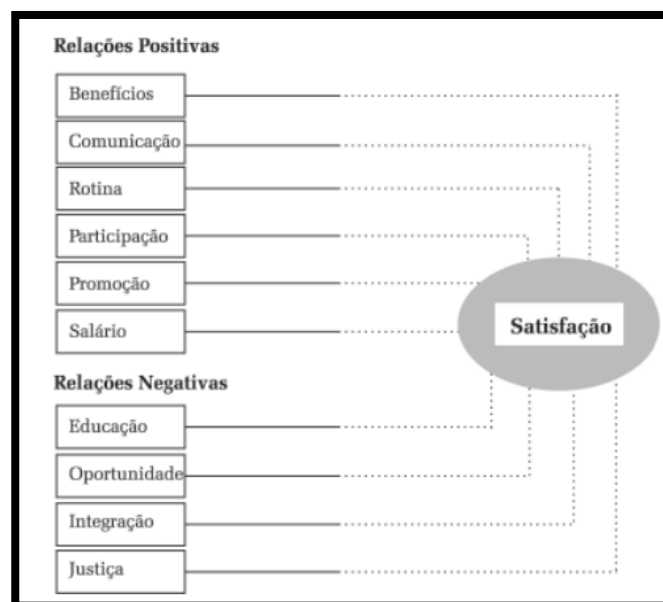 Relações Positivas
Benefícios
Comunicação
Rotina
Participação
Promoção
Salário
Satisfação
Relações Negativas
Educação
Oportunidade
Integração
Justiça